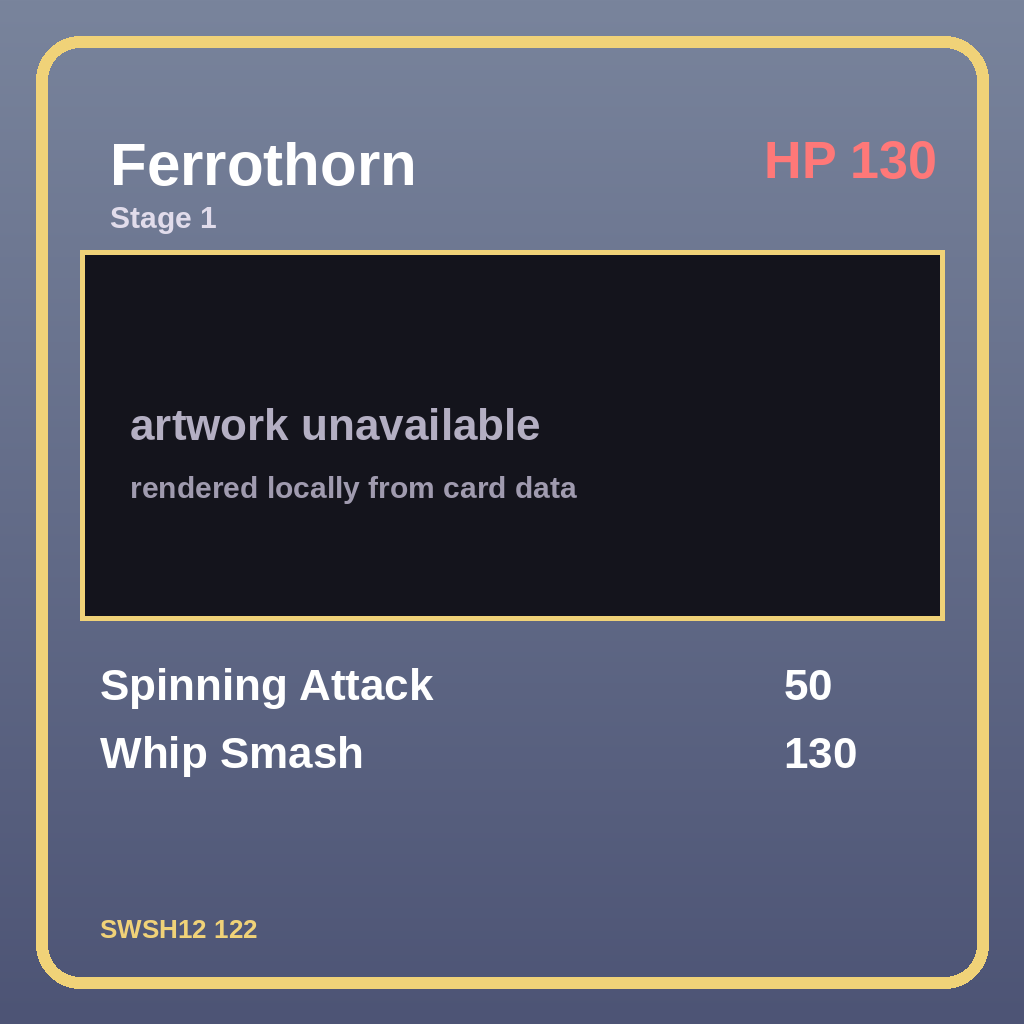 Ferrothorn
HP 130
Stage 1
artwork unavailable
rendered locally from card data
Spinning Attack 50
Whip Smash 130
SWSH12 122